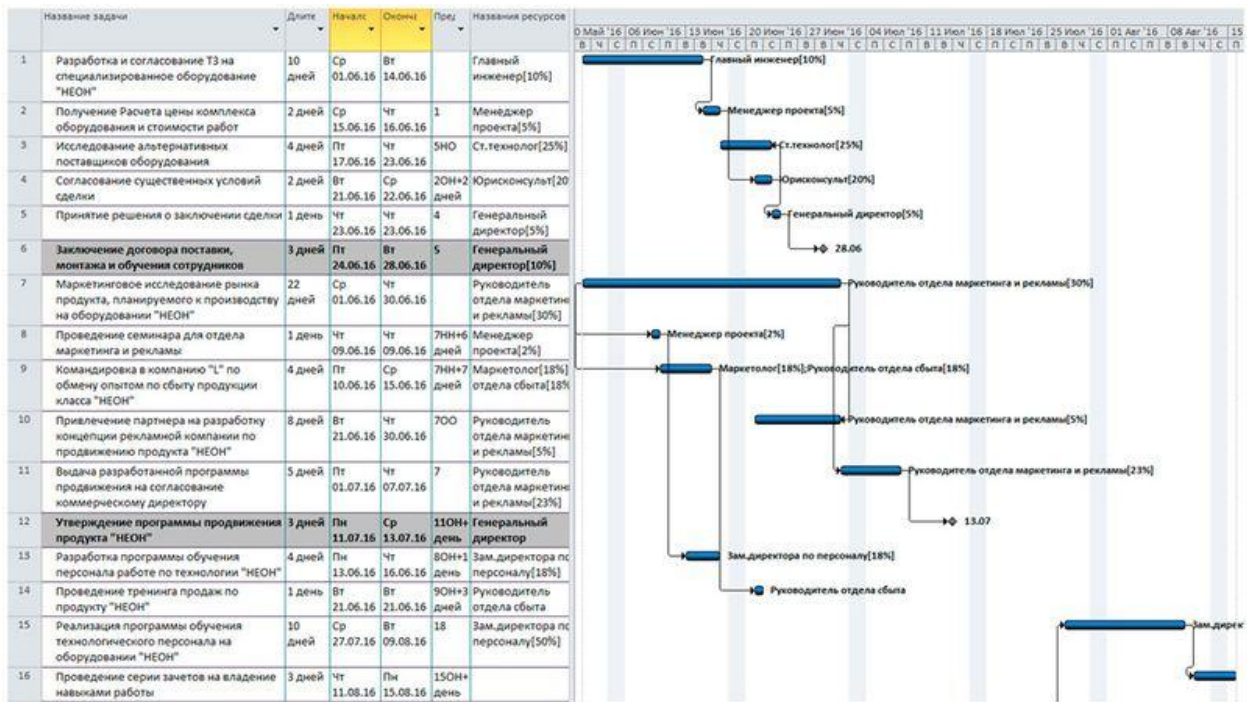 Название задачи Длите Начало Оконча Пред Названия ресурсов
0 Май '16 06 Июн '16 13 Июн '16 20 Июн '16 27 Июн '16 04 Июл '16 11 Июл '16 18 Июл '16 25 Июл '16 01 Авг '16 08 Авг '16 15
1 Разработка и согласование ТЗ на 10 Ср Вт Главный
специализированное оборудование дней 01.06.16 14.06.16 инженер[10%]
"НЕОН"
Главный инженер[10%]
2 Получение Расчета цены комплекса 2 дней Ср Чт 1 Менеджер
оборудования и стоимости работ 15.06.16 16.06.16 проекта[5%]
Менеджер проекта[5%]
3 Исследование альтернативных 4 дней Пт Чт 5НО Ст.технолог[25%]
поставщиков оборудования 17.06.16 23.06.16
Ст.технолог[25%]
4 Согласование существенных условий 2 дней Вт Ср 2ОН+2 Юрисконсульт[20
сделки 21.06.16 22.06.16 дней
Юрисконсульт[20%]
5 Принятие решения о заключении сделки 1 день Чт Чт 4 Генеральный
23.06.16 23.06.16 директор[5%]
Генеральный директор[5%]
6 Заключение договора поставки, 3 дней Пт Вт 5 Генеральный
монтажа и обучения сотрудников 24.06.16 28.06.16 директор[10%]
28.06
7 Маркетинговое исследование рынка 22 Ср Чт Руководитель
продукта, планируемого к производству дней 01.06.16 30.06.16 отдела маркетин
на оборудовании "НЕОН" и рекламы[30%]
Руководитель отдела маркетинга и рекламы[30%]
8 Проведение семинара для отдела 1 день Чт Чт 7НН+6 Менеджер
маркетинга и рекламы 09.06.16 09.06.16 дней проекта[2%]
Менеджер проекта[2%]
9 Командировка в компанию "L" по 4 дней Пт Ср 7НН+7 Маркетолог[18%]
обмену опытом по сбыту продукции 10.06.16 15.06.16 дней отдела сбыта[18%
класса "НЕОН"
Маркетолог[18%];Руководитель отдела сбыта[18%]
10 Привлечение партнера на разработку 8 дней Вт Чт 7ОО Руководитель
концепции рекламной компании по 21.06.16 30.06.16 отдела маркетин
продвижению продукта "НЕОН" и рекламы[5%]
Руководитель отдела маркетинга и рекламы[5%]
11 Выдача разработанной программы 5 дней Пт Чт 7 Руководитель
продвижения на согласование 01.07.16 07.07.16 отдела маркетин
коммерческому директору и рекламы[23%]
Руководитель отдела маркетинга и рекламы[23%]
12 Утверждение программы продвижения 3 дней Пн Ср 11ОН+ Генеральный
продукта "НЕОН" 11.07.16 13.07.16 день директор
13.07
13 Разработка программы обучения 4 дней Пн Чт 8ОН+1 Зам.директора по
персонала работе по технологии "НЕОН" 13.06.16 16.06.16 день персоналу[18%]
Зам.директора по персоналу[18%]
14 Проведение тренинга продаж по 1 день Вт Вт 9ОН+3 Руководитель
продукту "НЕОН" 21.06.16 21.06.16 дней отдела сбыта
Руководитель отдела сбыта
15 Реализация программы обучения 10 Ср Вт 18 Зам.директора по
технологического персонала на дней 27.07.16 09.08.16 персоналу[50%]
оборудовании "НЕОН"
Зам.дирек
16 Проведение серии зачетов на владение 3 дней Чт Пн 15ОН+
навыками работы 11.08.16 15.08.16 день